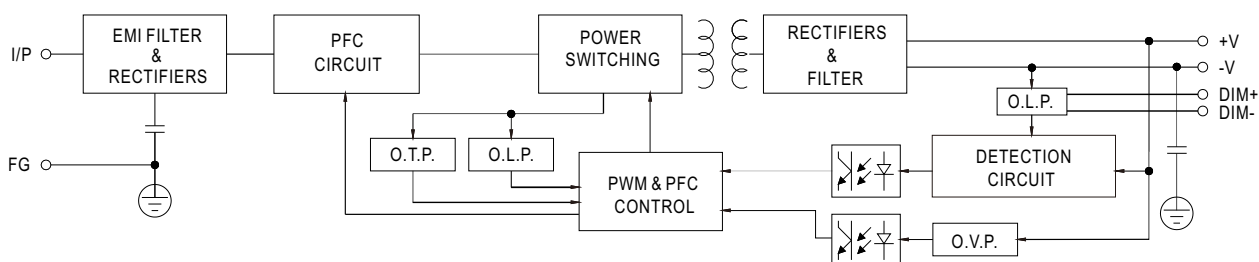 I/P
EMI FILTER
&
RECTIFIERS
PFC
CIRCUIT
POWER
SWITCHING
RECTIFIERS
&
FILTER
+V
-V
DIM+
DIM-
O.L.P.
FG
O.T.P.
O.L.P.
PWM & PFC
CONTROL
DETECTION
CIRCUIT
O.V.P.